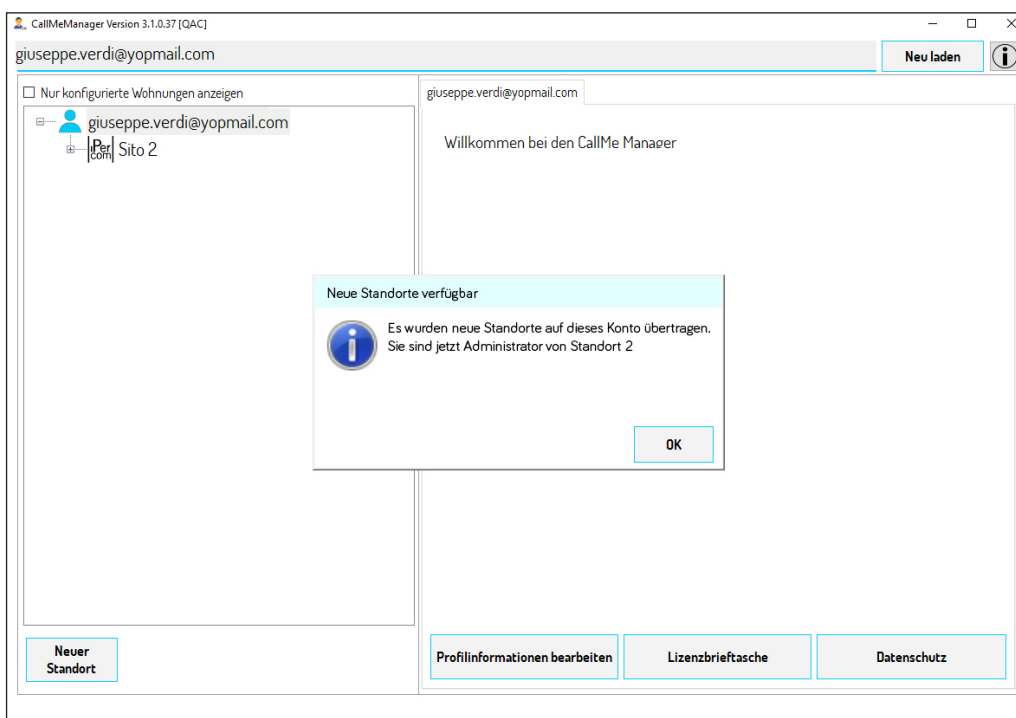 CallMeManager Version 3.1.0.37 [QAC]
giuseppe.verdi@yopmail.com
Neu laden
Nur konfigurierte Wohnungen anzeigen
giuseppe.verdi@yopmail.com
Per
com
Sito 2
giuseppe.verdi@yopmail.com
Willkommen bei den CallMe Manager
Neue Standorte verfügbar
Es wurden neue Standorte auf dieses Konto übertragen.
Sie sind jetzt Administrator von Standort 2
OK
Neuer
Standort
Profilinformationen bearbeiten
Lizenzbrieftasche
Datenschutz